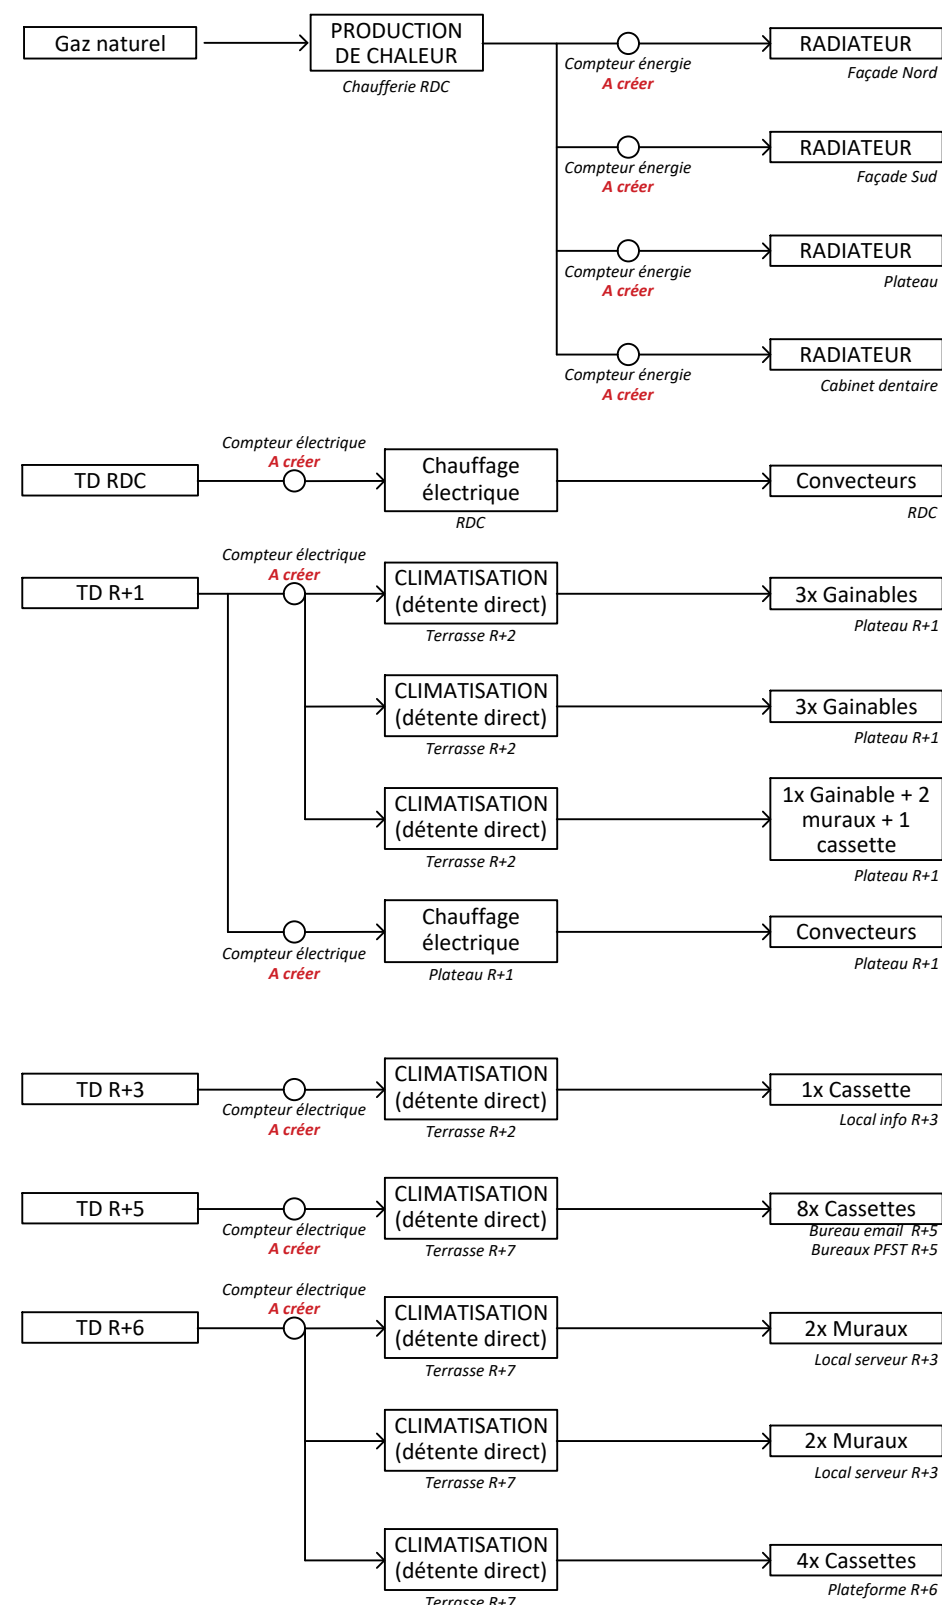 Gaz naturel
PRODUCTION
DE CHALEUR
Chaufferie RDC
Compteur énergie
A créer
RADIATEUR
Façade Nord
Compteur énergie
A créer
RADIATEUR
Façade Sud
Compteur énergie
A créer
RADIATEUR
Plateau
Compteur énergie
A créer
RADIATEUR
Cabinet dentaire
TD RDC
Compteur électrique
A créer
Chauffage
électrique
RDC
Convecteurs
RDC
TD R+1
Compteur électrique
A créer
CLIMATISATION
(détente direct)
Terrasse R+2
3x Gainables
Plateau R+1
CLIMATISATION
(détente direct)
Terrasse R+2
3x Gainables
Plateau R+1
CLIMATISATION
(détente direct)
Terrasse R+2
1x Gainable + 2
muraux + 1
cassette
Plateau R+1
Compteur électrique
A créer
Chauffage
électrique
Plateau R+1
Convecteurs
Plateau R+1
TD R+3
Compteur électrique
A créer
CLIMATISATION
(détente direct)
Terrasse R+2
1x Cassette
Local info R+3
TD R+5
Compteur électrique
A créer
CLIMATISATION
(détente direct)
Terrasse R+7
8x Cassettes
Bureau email R+5
Bureaux PFST R+5
TD R+6
Compteur électrique
A créer
CLIMATISATION
(détente direct)
Terrasse R+7
2x Muraux
Local serveur R+3
CLIMATISATION
(détente direct)
Terrasse R+7
2x Muraux
Local serveur R+3
CLIMATISATION
(détente direct)
Terrasse R+7
4x Cassettes
Plateforme R+6